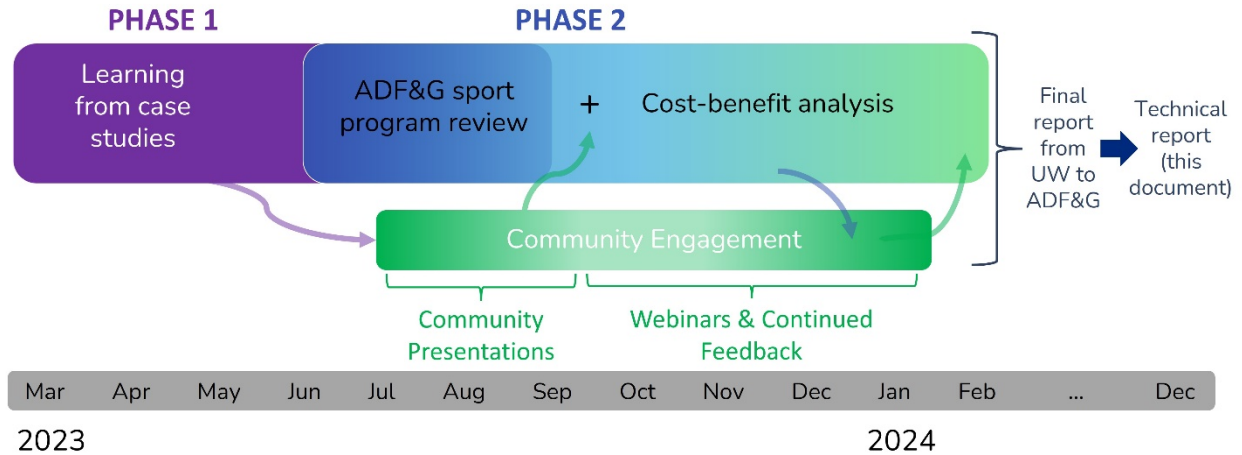 PHASE 1
PHASE 2
Learning
from case
studies
ADF&G sport
program review
+
Cost-benefit analysis
Final
report
from
UW to
ADF&G
Technical
report
(this
document)
Community Engagement
Community
Presentations
Webinars & Continued
Feedback
Mar Apr May Jun Jul Aug Sep Oct Nov Dec Jan Feb ... Dec
2023 2024